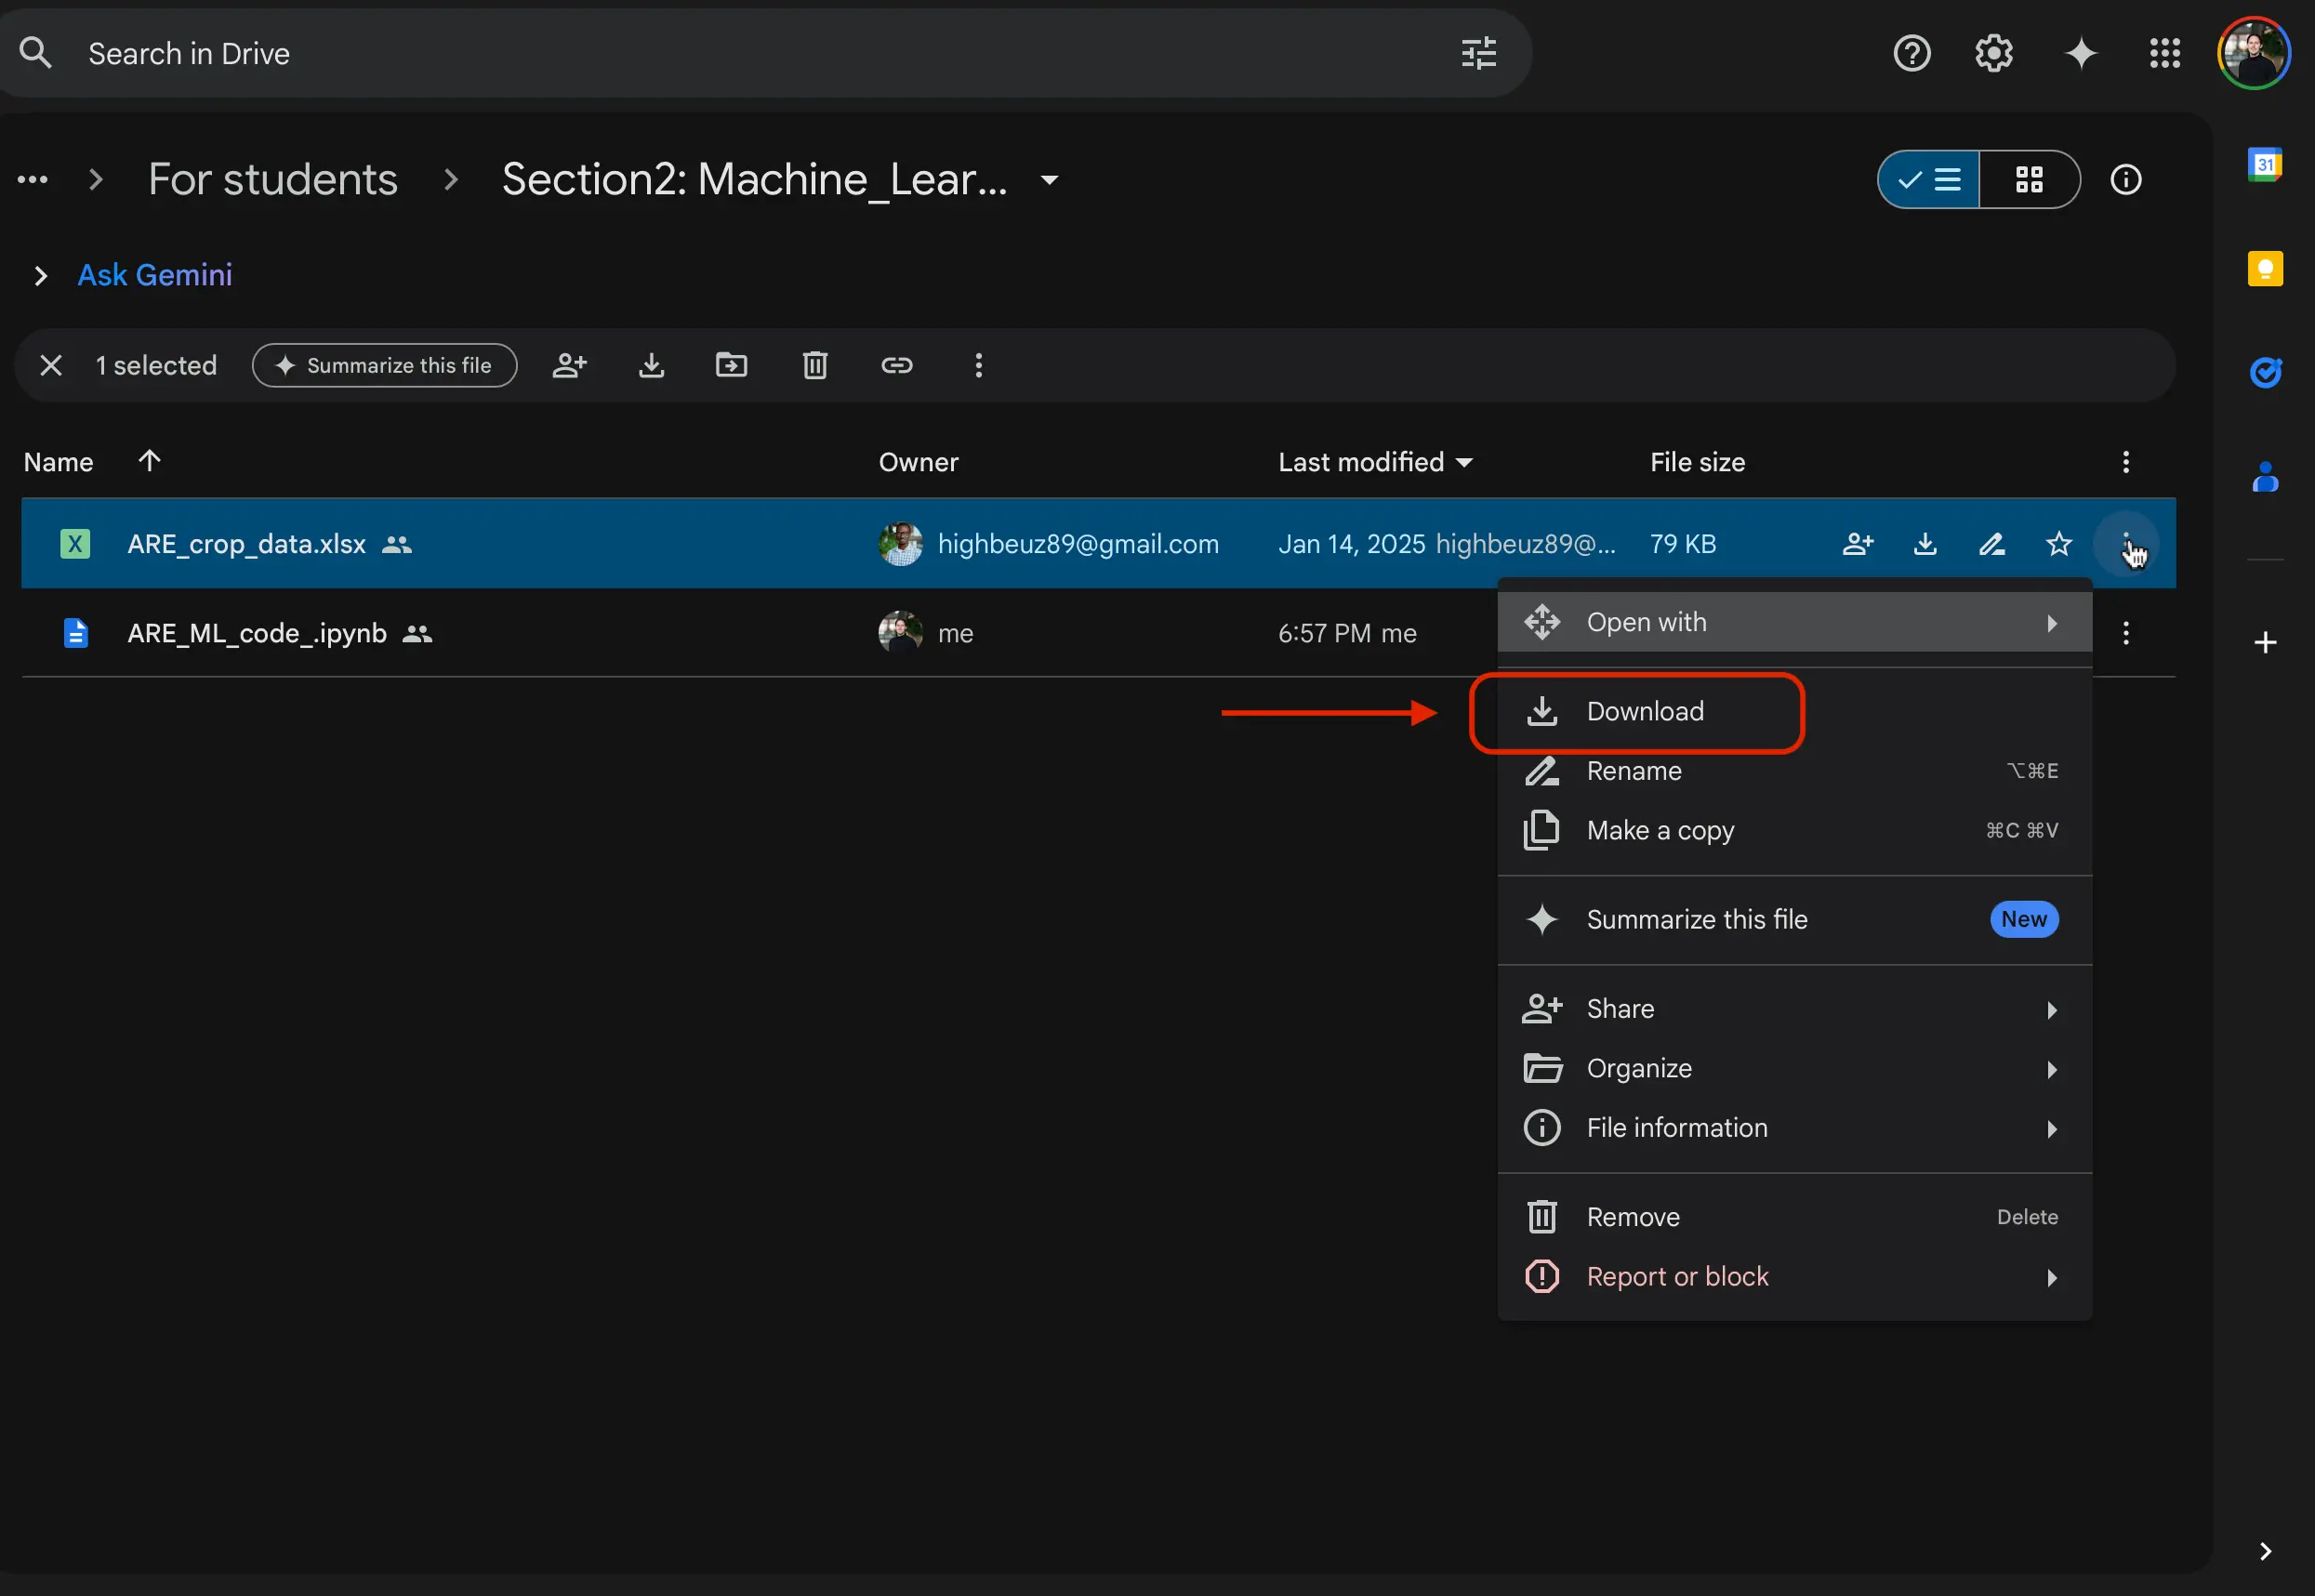 Search in Drive
For students
Section2: Machine_Lear...
31
Ask Gemini
1 selected
Summarize this file
Name
Owner
Last modified
File size
X
ARE_crop_data.xlsx
highbeuz89@gmail.com
Jan 14, 2025 highbeuz89@...
79 KB
ARE_ML_code_.ipynb
me
6:57 PM me
Open with
Download
Rename ⌥⌘E
Make a copy ⌘C ⌘V
Summarize this file New
Share
Organize
File information
Remove Delete
Report or block